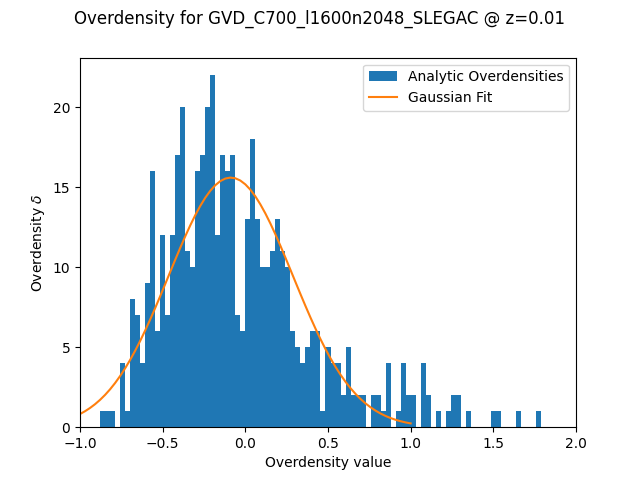 Overdensity for GVD_C700_l1600n2048_SLEGAC @ z=0.01
Analytic Overdensities
Gaussian Fit
Overdensity δ
20
15
10
5
0
−1.0 −0.5 0.0 0.5 1.0 1.5 2.0
Overdensity value